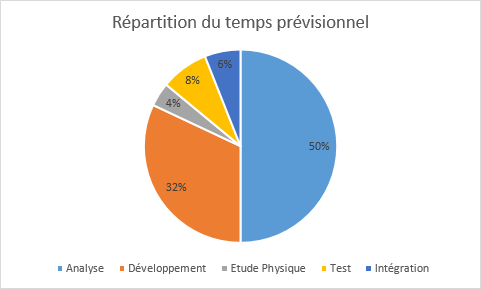 Répartition du temps prévisionnel
6%
8%
4%
50%
32%
Analyse Développement Etude Physique Test Intégration